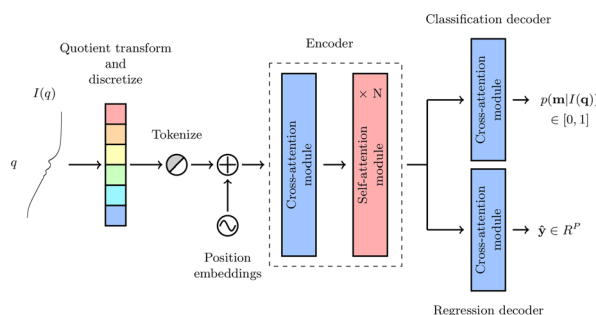 Classification decoder
Quotient transform
and
discretize
Encoder
I(q)
× N
Tokenize
q
Cross-attention
module
Self-attention
module
Cross-attention
module
p(m|I(q))
∈ [0, 1]
Position
embeddings
Cross-attention
module
ŷ ∈ R^P
Regression decoder